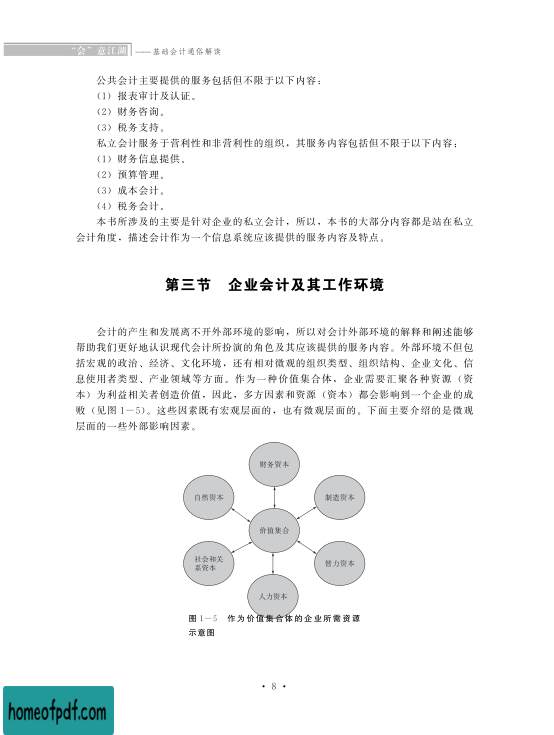 “会”意江湖 ——基础会计通俗解读
公共会计主要提供的服务包括但不限于以下内容：
（1）报表审计及认证。
（2）财务咨询。
（3）税务支持。
私立会计服务于营利性和非营利性的组织，其服务内容包括但不限于以下内容：
（1）财务信息提供。
（2）预算管理。
（3）成本会计。
（4）税务会计。
本书所涉及的主要是针对企业的私立会计，所以，本书的大部分内容都是站在私立
会计角度，描述会计作为一个信息系统应该提供的服务内容及特点。
第三节　企业会计及其工作环境
会计的产生和发展离不开外部环境的影响，所以对会计外部环境的解释和阐述能够
帮助我们更好地认识现代会计所扮演的角色及其应该提供的服务内容。外部环境不但包
括宏观的政治、经济、文化环境，还有相对微观的组织类型、组织结构、企业文化、信
息使用者类型、产业领域等方面。作为一种价值集合体，企业需要汇聚各种资源（资
本）为利益相关者创造价值，因此，多方因素和资源（资本）都会影响到一个企业的成
败（见图 1－5）。这些因素既有宏观层面的，也有微观层面的。下面主要介绍的是微观
层面的一些外部影响因素。
财务资本
自然资本
制造资本
价值集合
社会和关
系资本
智力资本
人力资本
图 1－5　作为价值集合体的企业所需资源
示意图
· 8 ·
homeofpdf.com